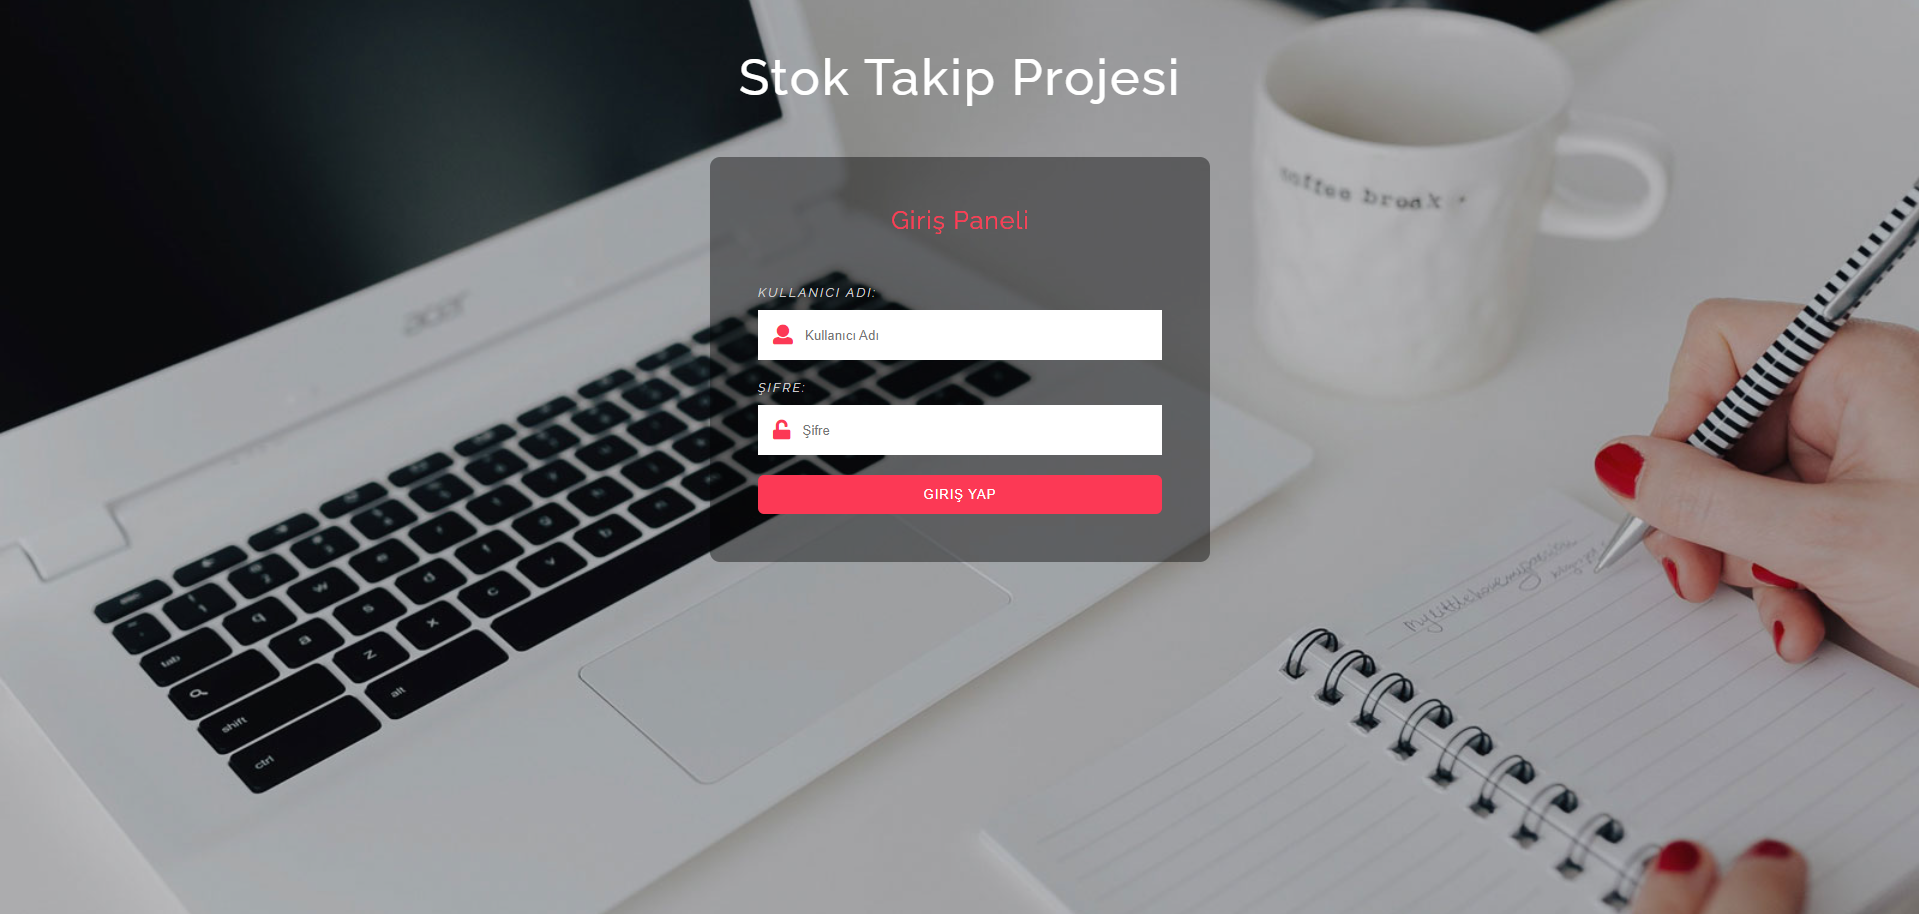 Stok Takip Projesi
coffee break
Giriş Paneli
acer
KULLANICI ADI:
Kullanıcı Adı
ŞIFRE:
Şifre
GIRIŞ YAP
tab
shift
alt
ctrl